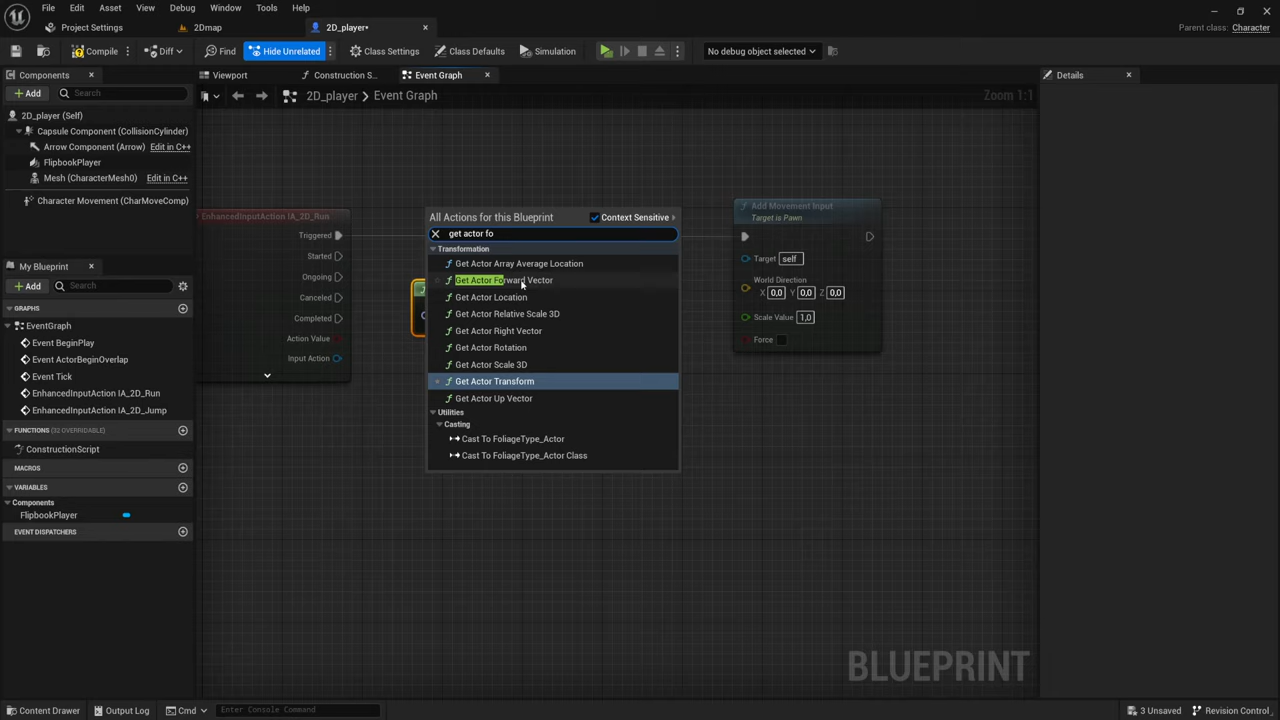 File Edit Asset View Debug Window Tools Help
Project Settings 2Dmap 2D_player• Parent class: Character
Compile Diff Find Hide Unrelated Class Settings Class Defaults Simulation No debug object selected
Components Viewport Construction S... Event Graph Details
Add Search 2D_player Event Graph Zoom 1:1
2D_player (Self)
Capsule Component (CollisionCylinder)
Arrow Component (Arrow) Edit in C++
FlipbookPlayer
Mesh (CharacterMesh0) Edit in C++
Character Movement (CharMoveComp)
My Blueprint
Add Search
GRAPHS
EventGraph
Event BeginPlay
Event ActorBeginOverlap
Event Tick
EnhancedInputAction IA_2D_Run
EnhancedInputAction IA_2D_Jump
FUNCTIONS (32 OVERRIDABLE)
ConstructionScript
MACROS
VARIABLES
Components
FlipbookPlayer
EVENT DISPATCHERS
EnhancedInputAction IA_2D_Run
Triggered
Started
Ongoing
Canceled
Completed
Action Value
Input Action
All Actions for this Blueprint Context Sensitive
get actor fo
Transformation
Get Actor Array Average Location
Get Actor Forward Vector
Get Actor Location
Get Actor Relative Scale 3D
Get Actor Right Vector
Get Actor Rotation
Get Actor Scale 3D
Get Actor Transform
Get Actor Up Vector
Utilities
Casting
Cast To FoliageType_Actor
Cast To FoliageType_Actor Class
Add Movement Input
Target is Pawn
Target self
World Direction
X 0,0 Y 0,0 Z 0,0
Scale Value 1,0
Force
BLUEPRINT
Content Drawer Output Log Cmd Enter Console Command 3 Unsaved Revision Control